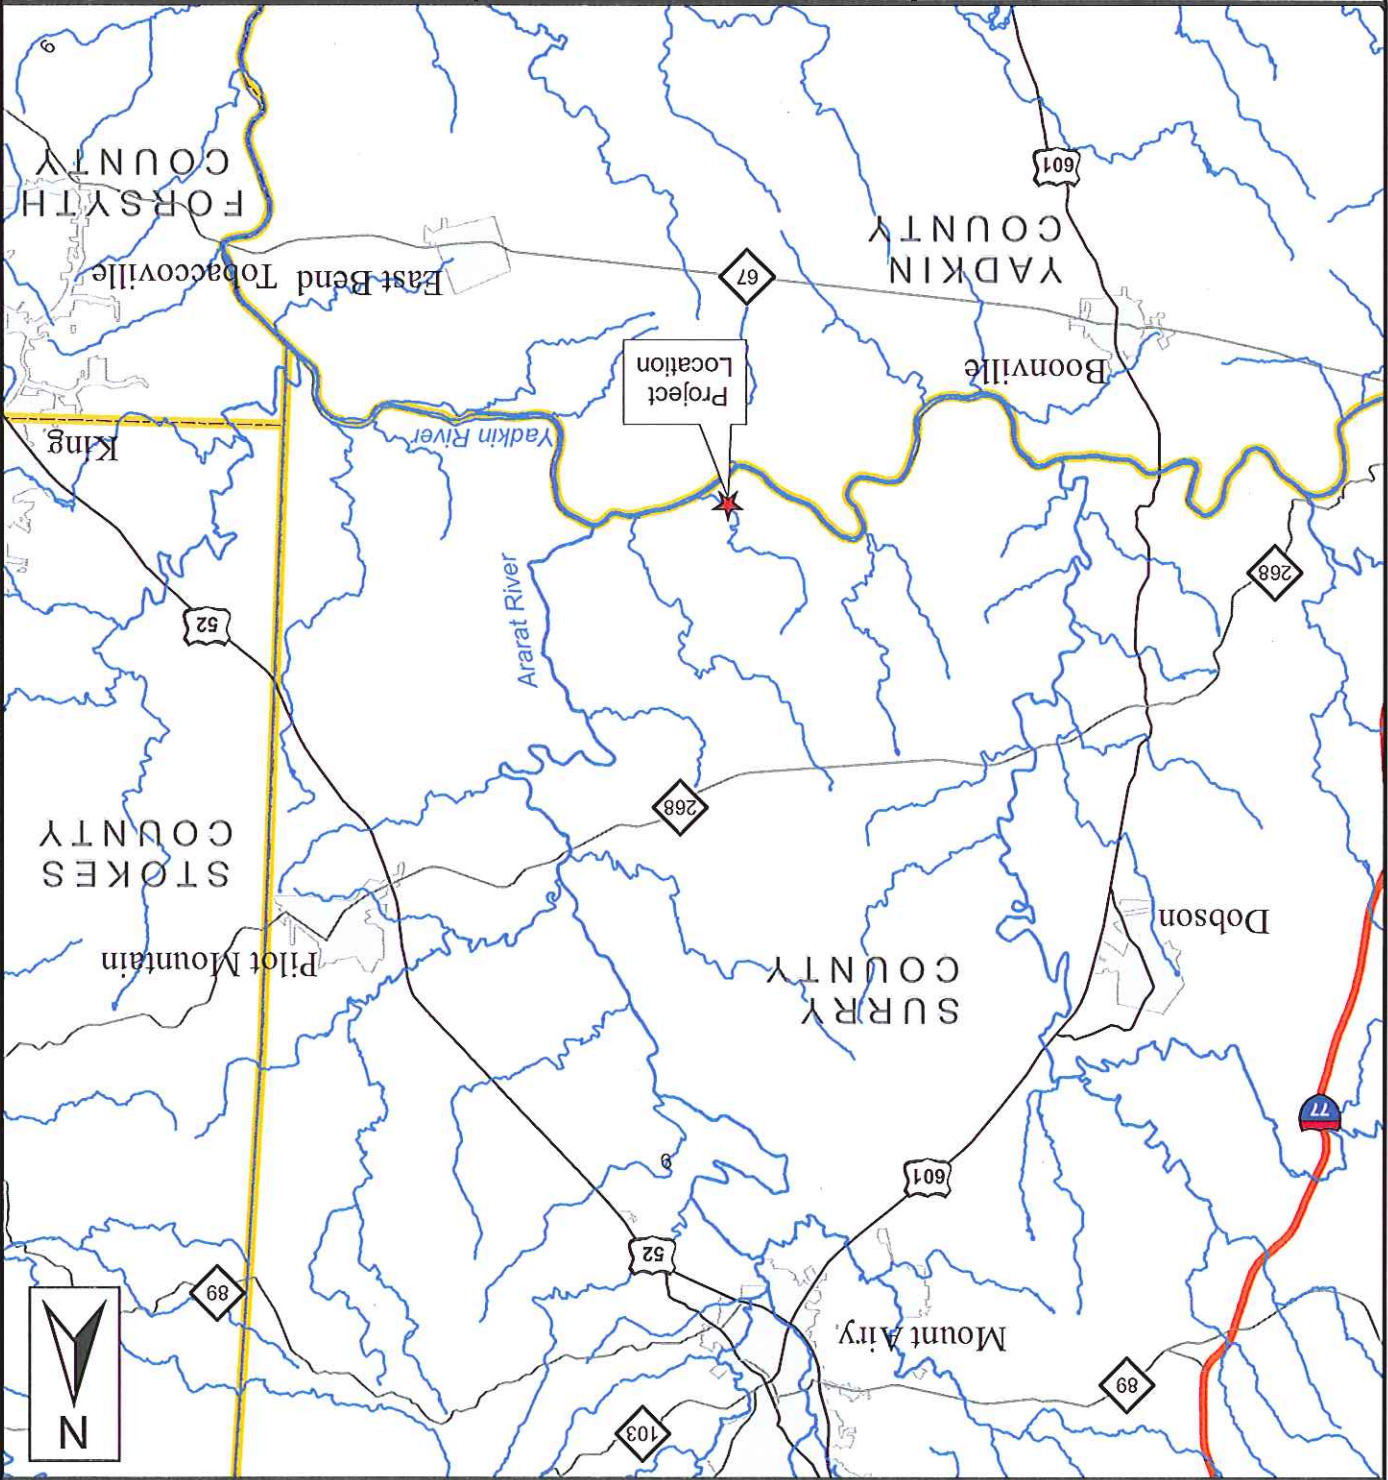 N
103
89
Mount Airy
89
52
601
77
SURRY
COUNTY
Pilot Mountain
Dobson
STOKES
COUNTY
268
52
Ararat River
268
King
Yadkin River
Project
Location
Boonville
East Bend
Tobaccoville
67
YADKIN
COUNTY
FORSYTH
COUNTY
601